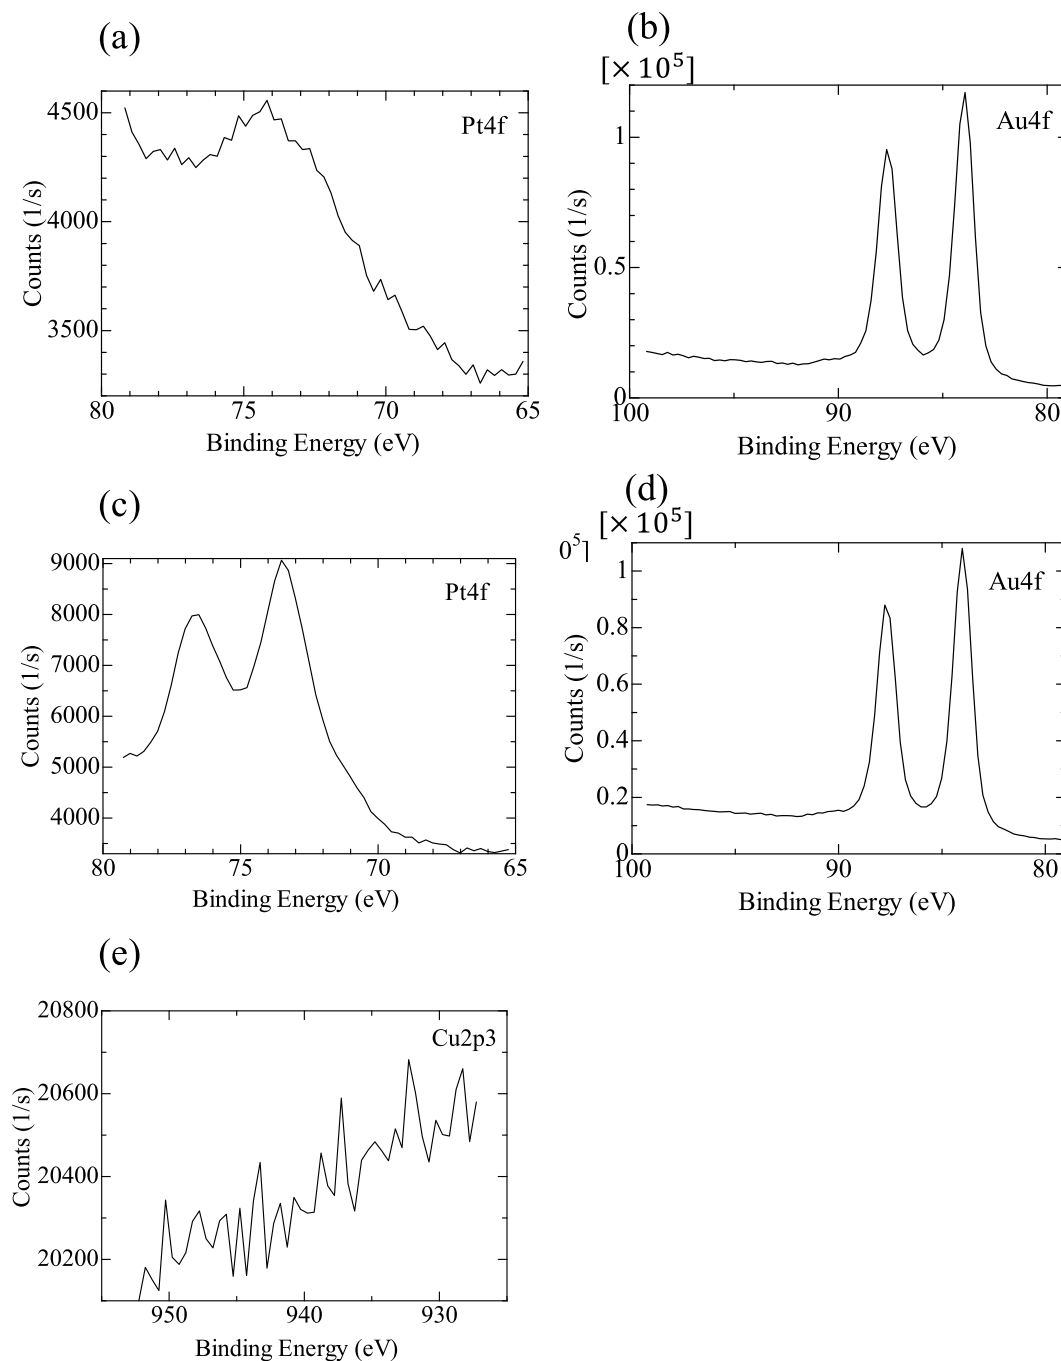 (a)
Pt4f
4500
4000
3500
Counts (1/s)
80 75 70 65
Binding Energy (eV)
(b)
[× 10⁵]
Au4f
1
0.5
0
Counts (1/s)
100 90 80
Binding Energy (eV)
(c)
Pt4f
9000
8000
7000
6000
5000
4000
Counts (1/s)
80 75 70 65
Binding Energy (eV)
(d)
[× 10⁵]
0⁵]
Au4f
1
0.8
0.6
0.4
0.2
0
Counts (1/s)
100 90 80
Binding Energy (eV)
(e)
Cu2p3
20800
20600
20400
20200
Counts (1/s)
950 940 930
Binding Energy (eV)